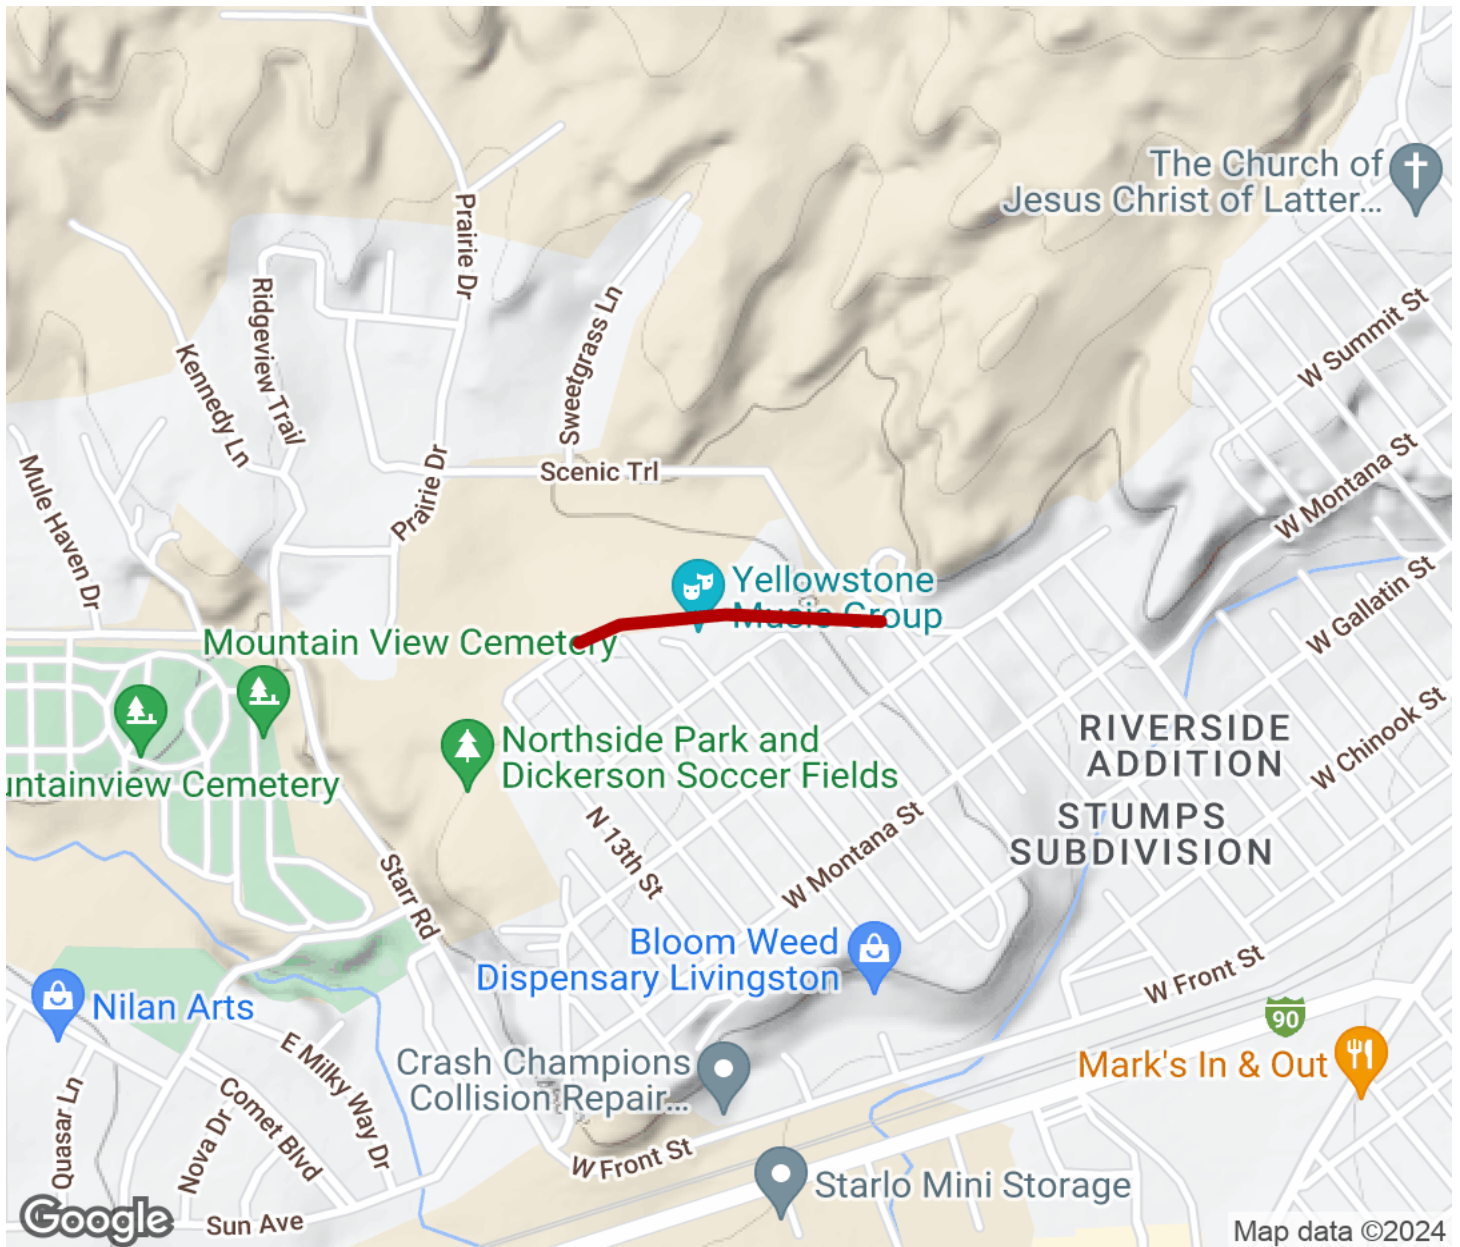 The Church of
Jesus Christ of Latter...
Prairie Dr
Ridgeview Trail
Sweetgrass Ln
W Summit St
Kennedy Ln
Mule Haven Dr
Prairie Dr
Scenic Trl
W Montana St
Yellowstone
Music Group
W Gallatin St
Mountain View Cemetery
Northside Park and
Dickerson Soccer Fields
RIVERSIDE
ADDITION
W Chinook St
untainview Cemetery
STUMPS
SUBDIVISION
N 13th St
W Montana St
Starr Rd
Bloom Weed
Dispensary Livingston
W Front St
Nilan Arts
90
E Milky Way Dr
Crash Champions
Collision Repair...
Mark's In & Out
Quasar Ln
Nova Dr
Comet Blvd
W Front St
Starlo Mini Storage
Google
Sun Ave
Map data ©2024